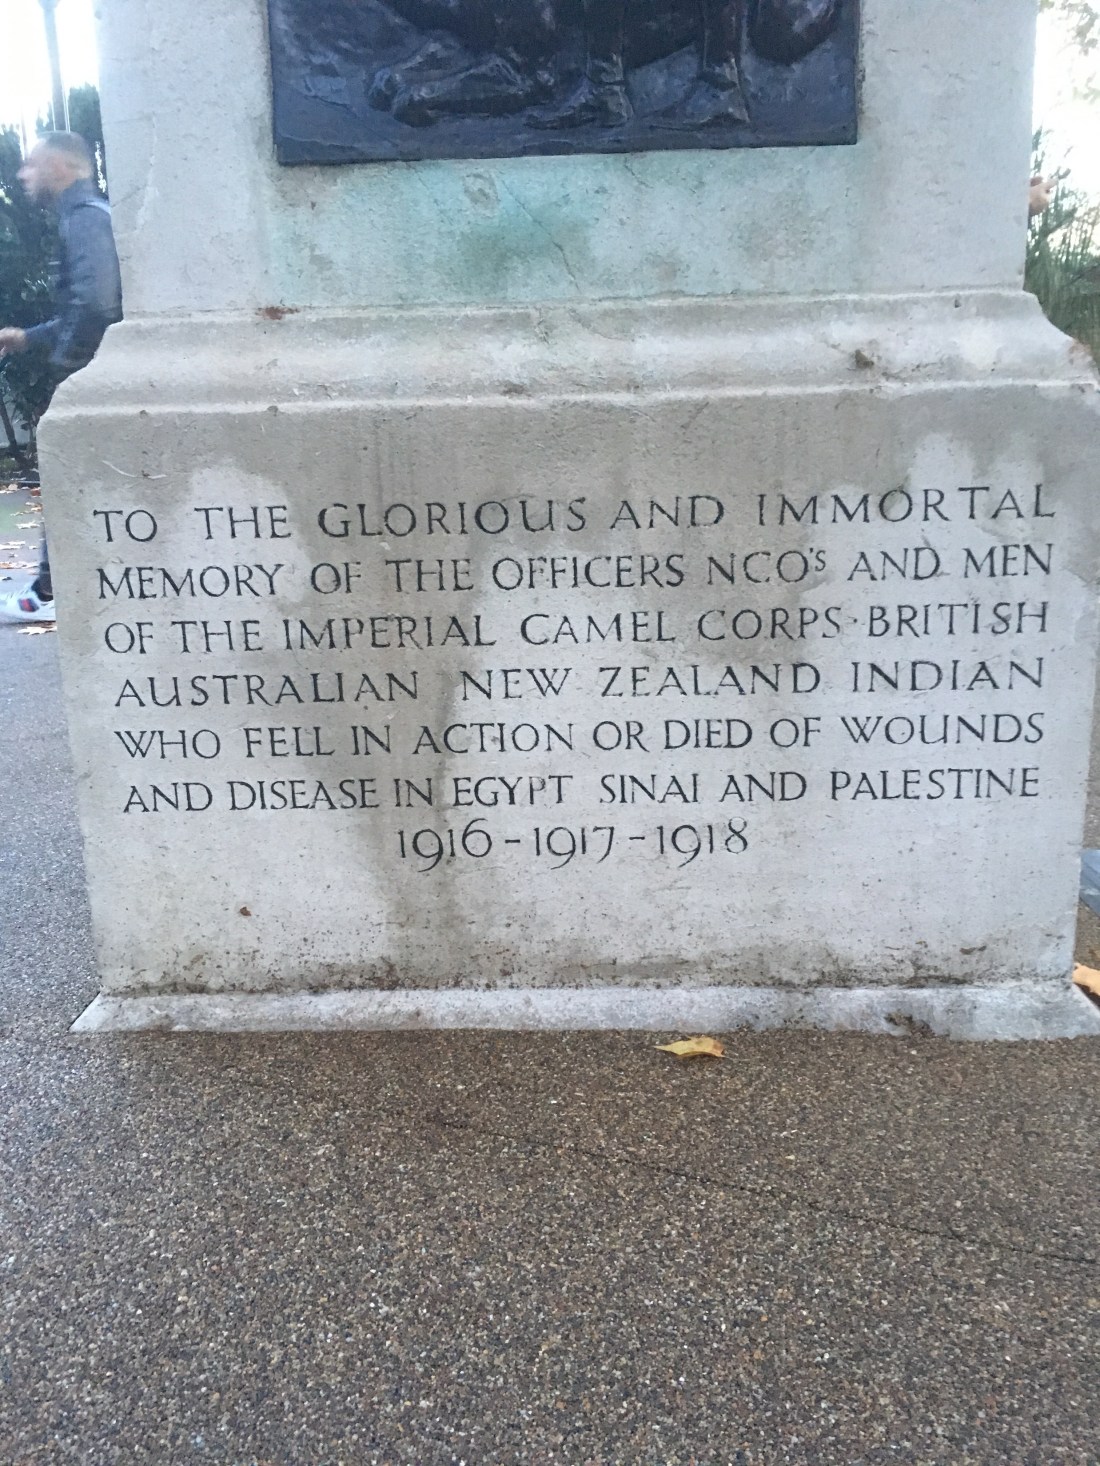 TO THE GLORIOUS AND IMMORTAL
MEMORY OF THE OFFICERS NCO'S AND MEN
OF THE IMPERIAL CAMEL CORPS · BRITISH
AUSTRALIAN NEW ZEALAND INDIAN
WHO FELL IN ACTION OR DIED OF WOUNDS
AND DISEASE IN EGYPT SINAI AND PALESTINE
1916 - 1917 - 1918